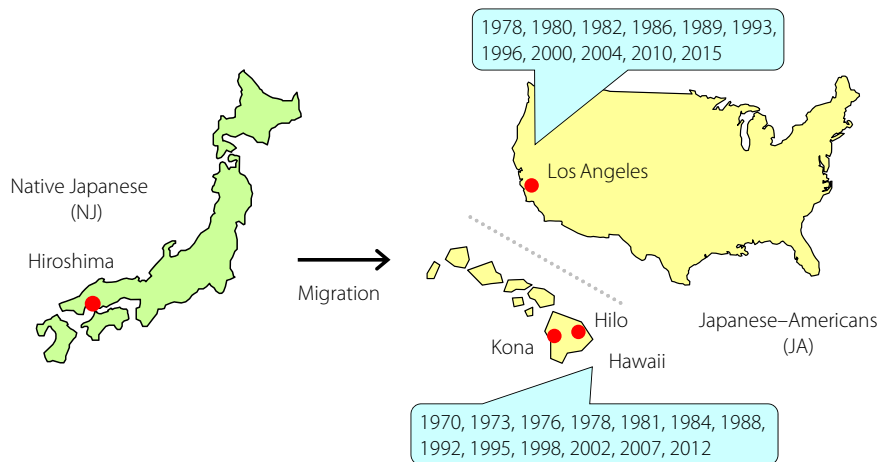 1978, 1980, 1982, 1986, 1989, 1993,
1996, 2000, 2004, 2010, 2015
Los Angeles
Native Japanese
(NJ)
Hiroshima
Migration
Hilo
Kona
Hawaii
Japanese–Americans
(JA)
1970, 1973, 1976, 1978, 1981, 1984, 1988,
1992, 1995, 1998, 2002, 2007, 2012